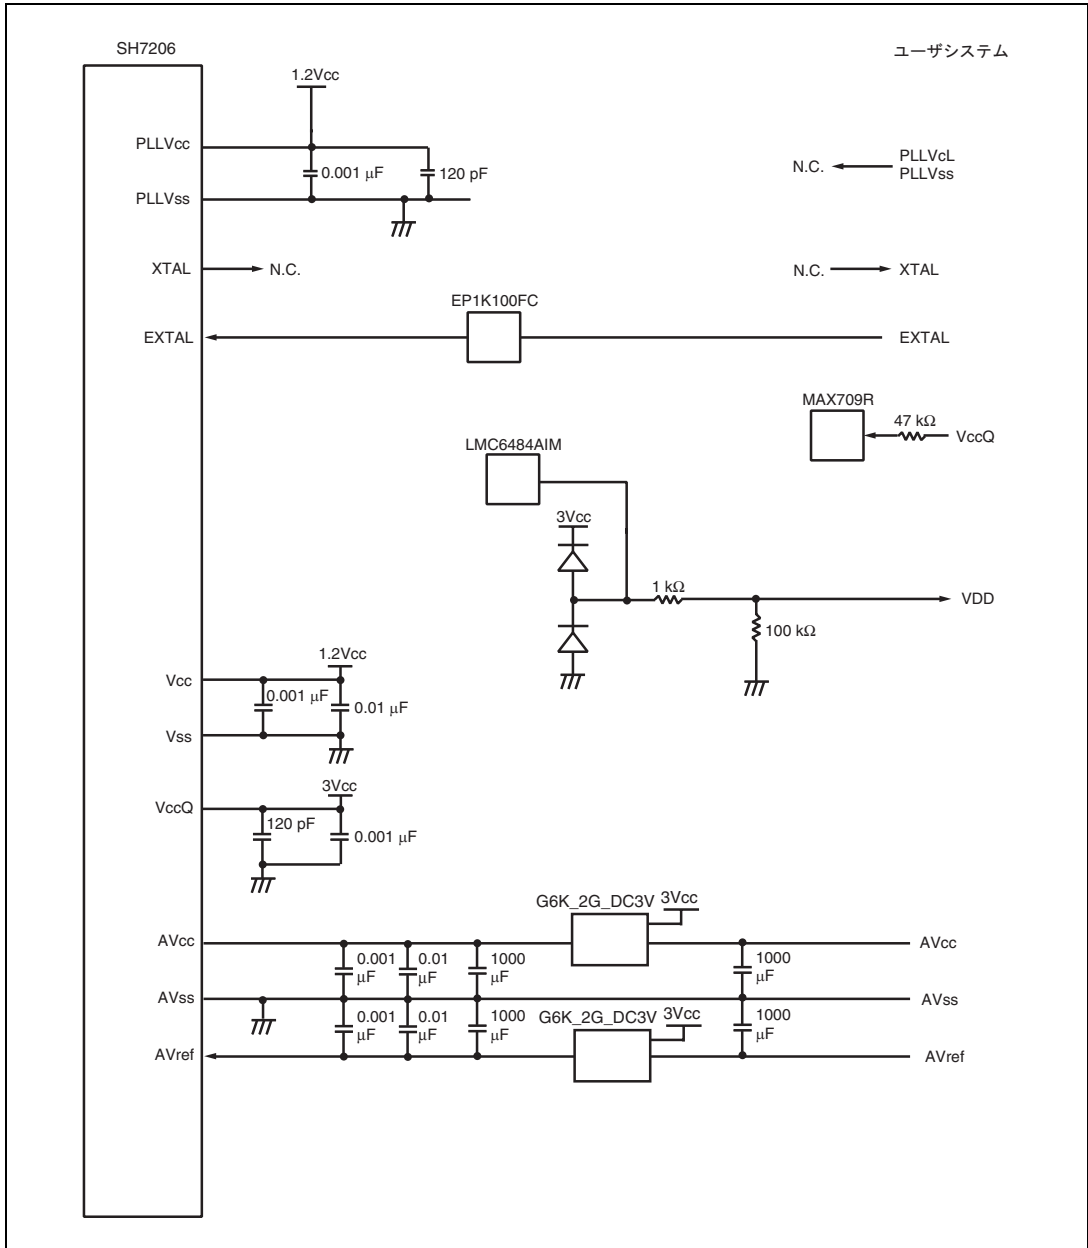 SH7206
ユーザシステム
1.2Vcc
PLLVcc
0.001 μF
120 pF
N.C.
PLLVcL
PLLVss
PLLVss
XTAL
N.C.
N.C.
XTAL
EP1K100FC
EXTAL
EXTAL
MAX709R
47 kΩ
VccQ
LMC6484AIM
3Vcc
1 kΩ
VDD
100 kΩ
1.2Vcc
Vcc
0.001 μF
0.01 μF
Vss
3Vcc
VccQ
120 pF
0.001 μF
G6K_2G_DC3V
3Vcc
AVcc
AVcc
0.001
μF
0.01
μF
1000
μF
1000
μF
AVss
AVss
0.001
μF
0.01
μF
1000
μF
G6K_2G_DC3V
3Vcc
1000
μF
AVref
AVref